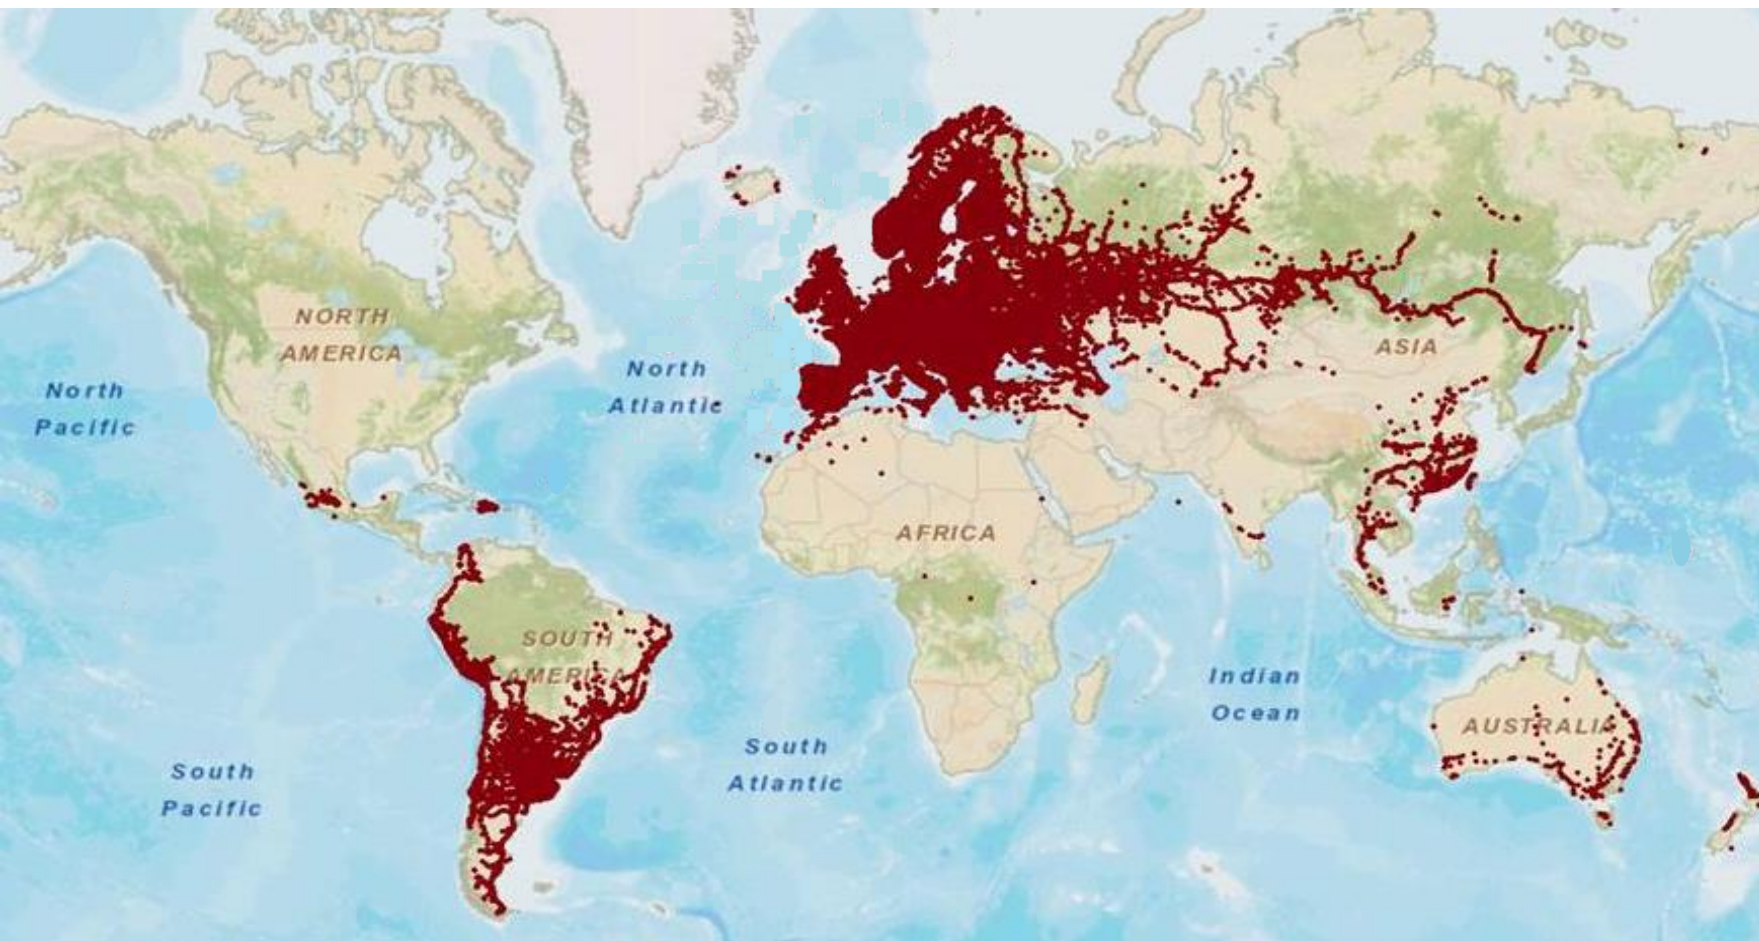 NORTH
AMERICA
North
Pacific
North
Atlantic
ASIA
AFRICA
SOUTH
AMERICA
Indian
Ocean
AUSTRALIA
South
Pacific
South
Atlantic